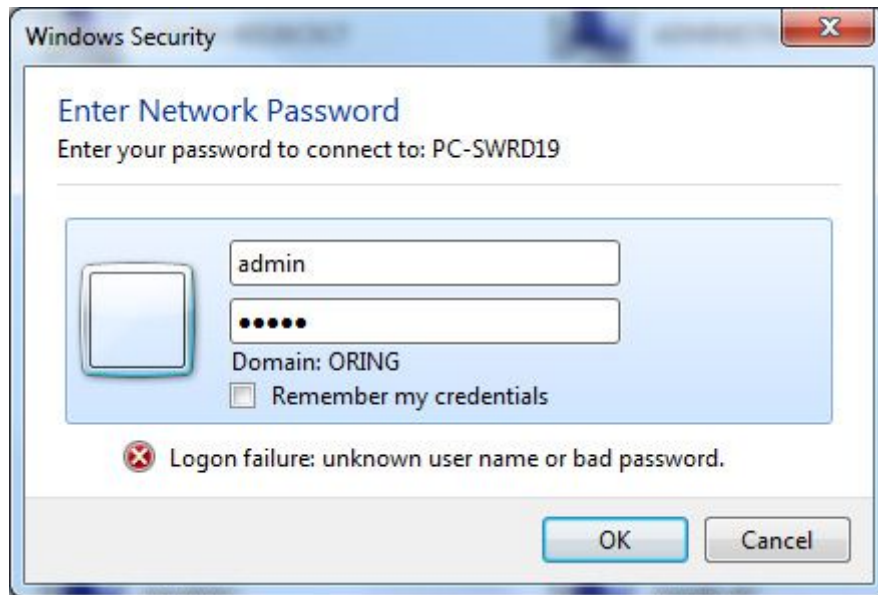 Windows Security
Enter Network Password
Enter your password to connect to: PC-SWRD19
admin
●●●●●
Domain: ORING
Remember my credentials
Logon failure: unknown user name or bad password.
OK
Cancel